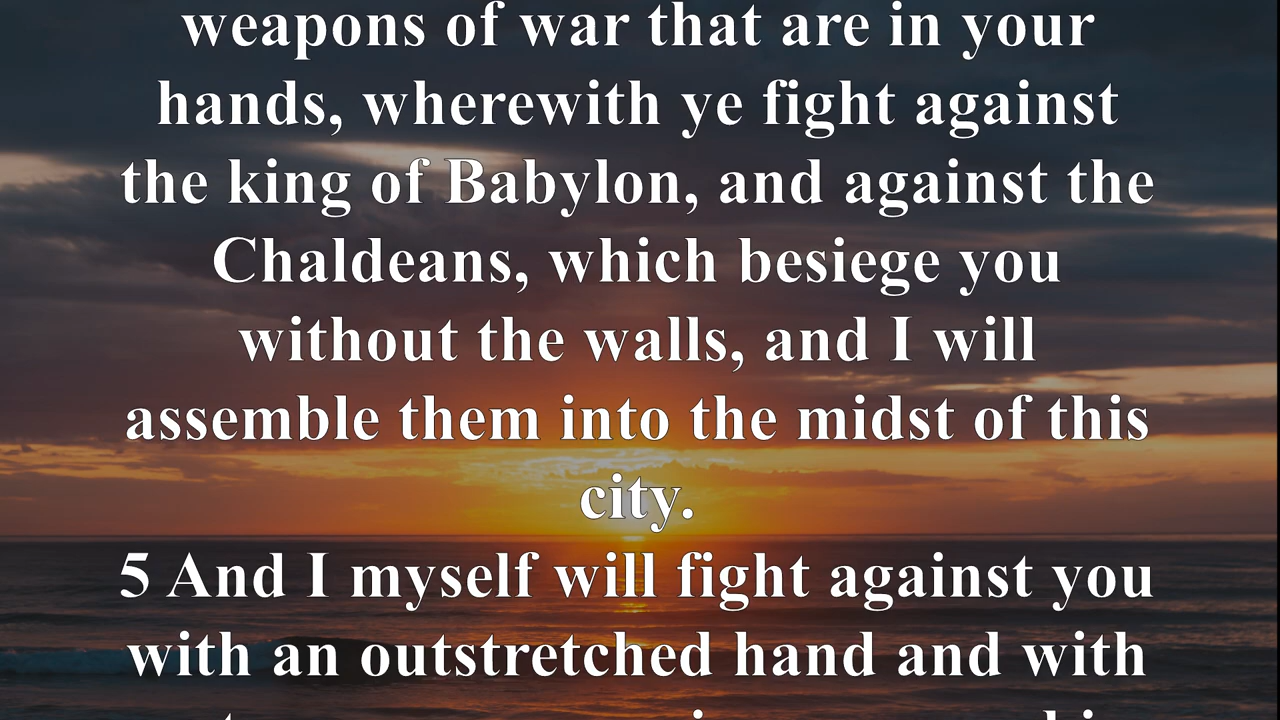 weapons of war that are in your
hands, wherewith ye fight against
the king of Babylon, and against the
Chaldeans, which besiege you
without the walls, and I will
assemble them into the midst of this
city.
5 And I myself will fight against you
with an outstretched hand and with